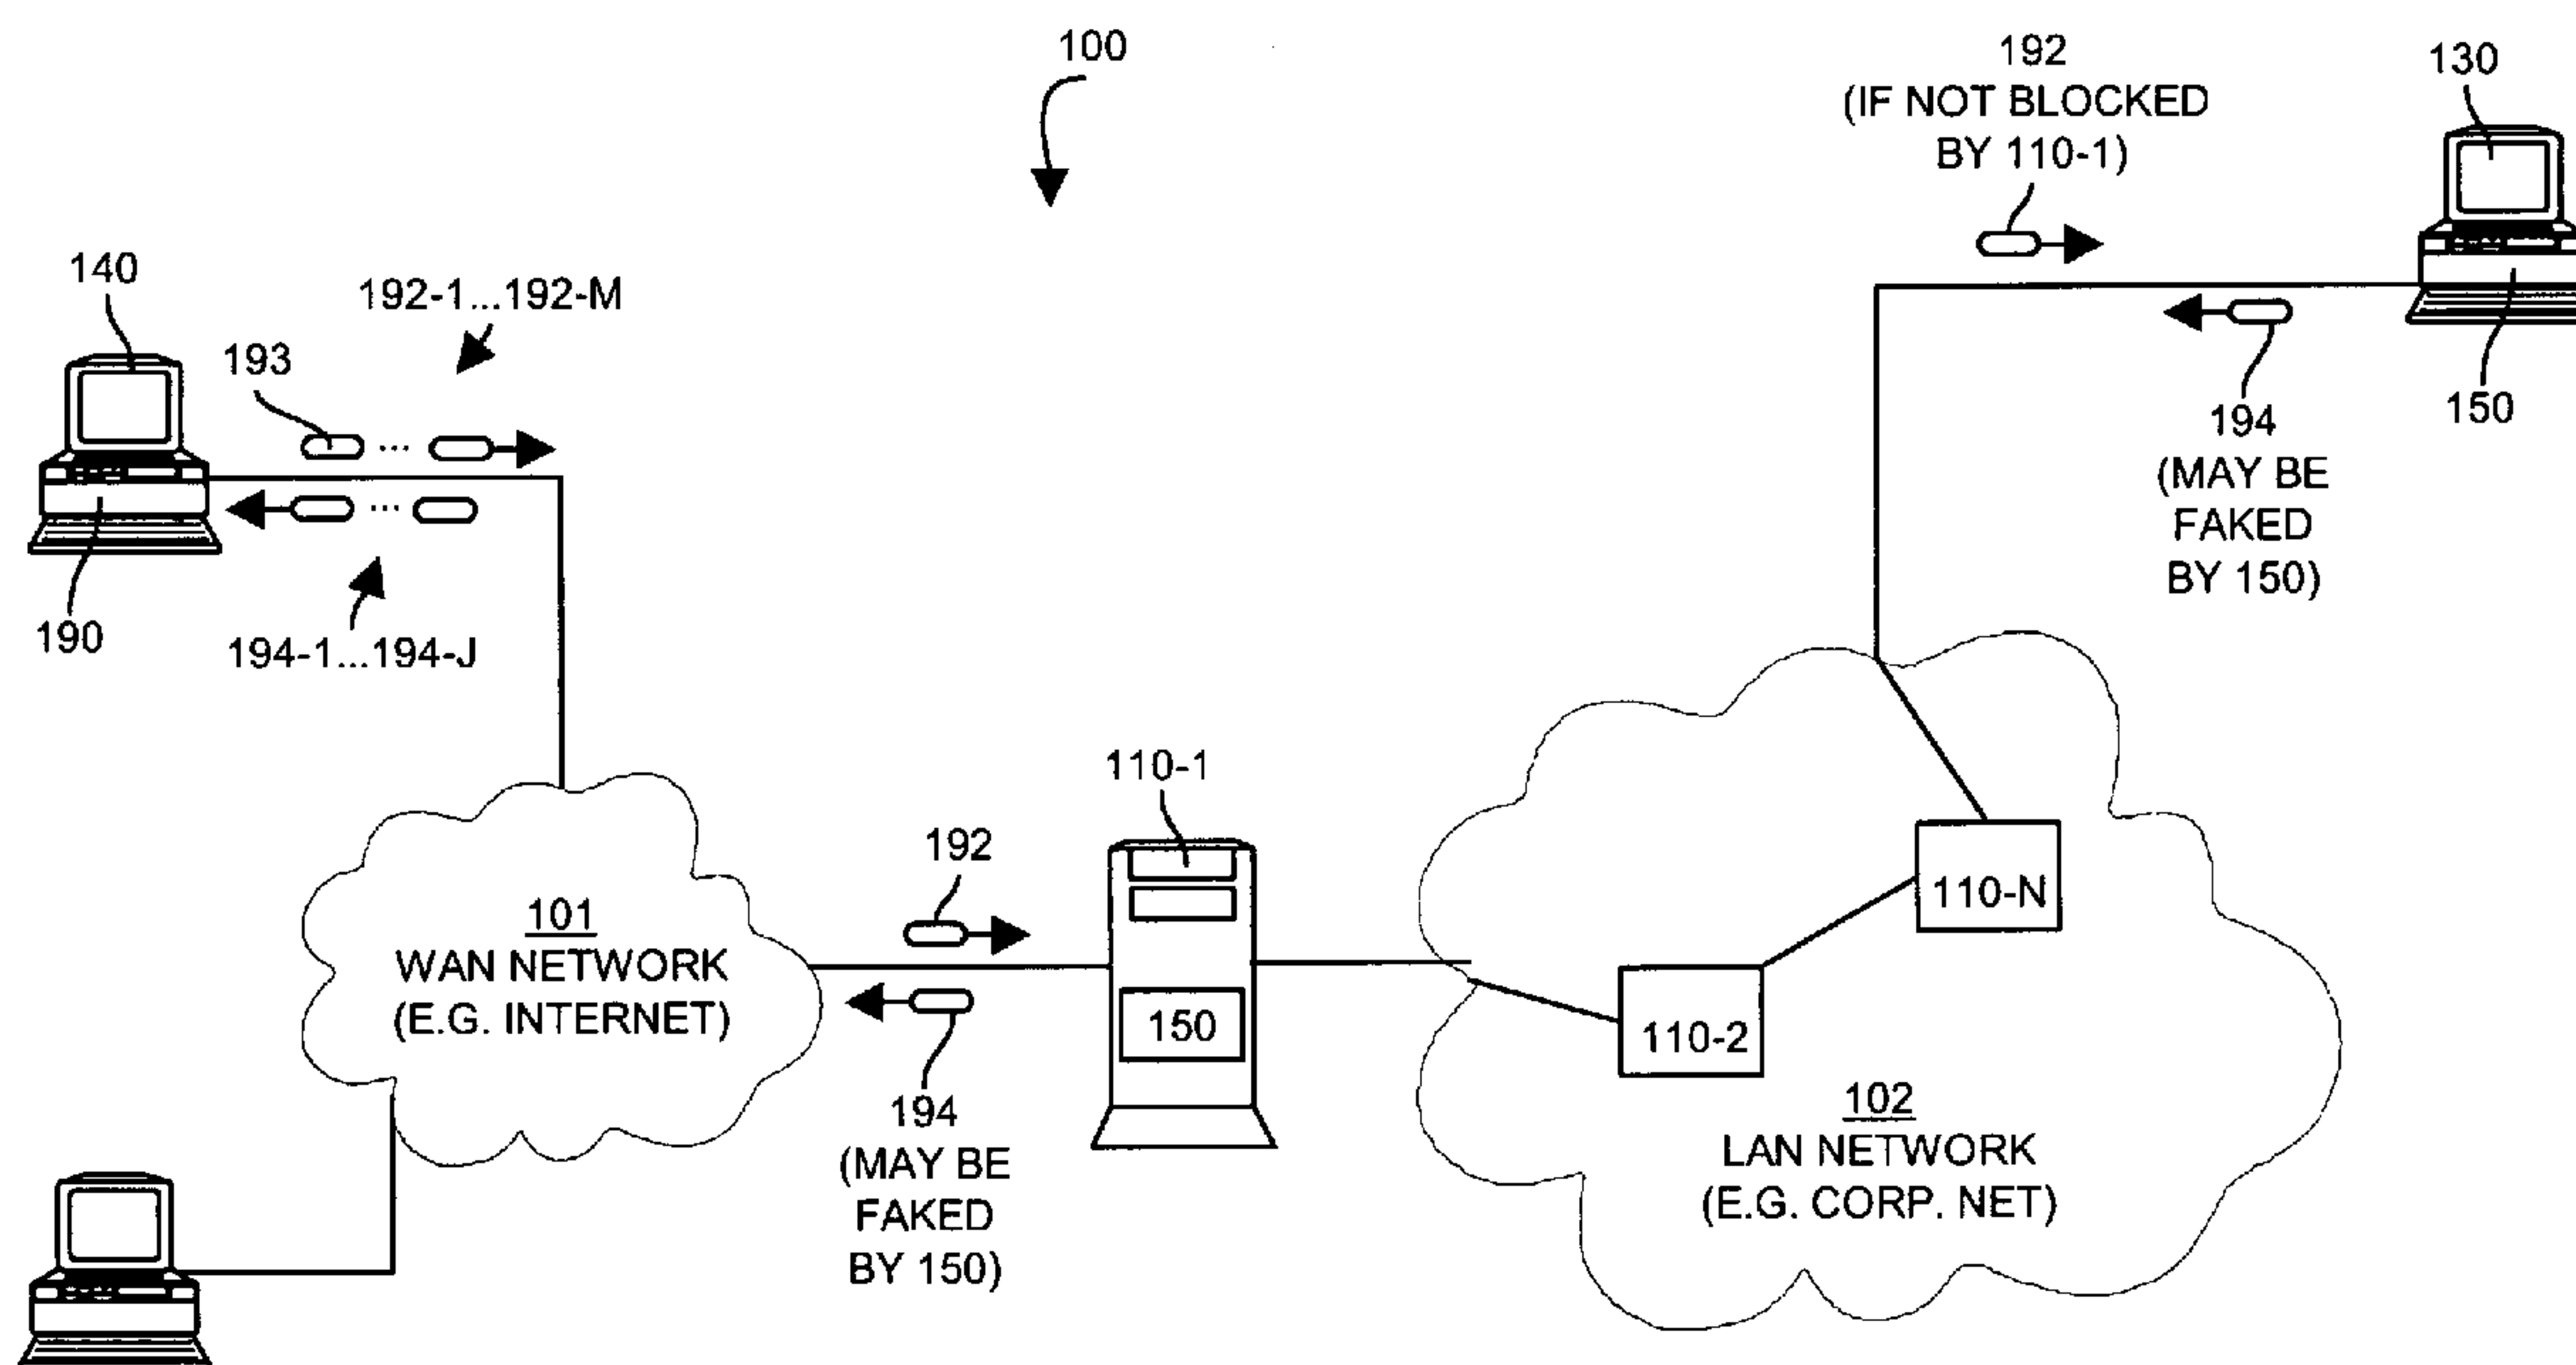 100
192
(IF NOT BLOCKED
BY 110-1)
130
140
192-1...192-M
193
194
(MAY BE
FAKED
BY 150)
150
190
194-1...194-J
110-1
192
110-N
101
WAN NETWORK
(E.G. INTERNET)
150
110-2
194
(MAY BE
FAKED
BY 150)
102
LAN NETWORK
(E.G. CORP. NET)